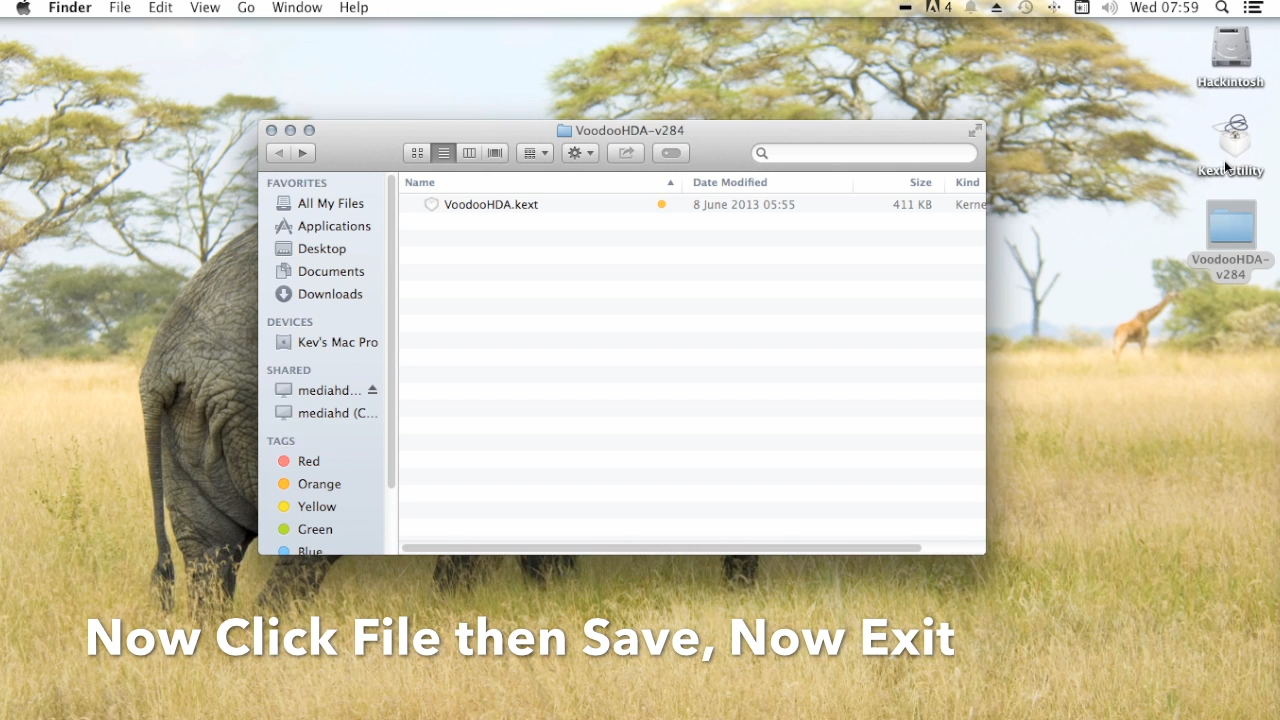 Finder File Edit View Go Window Help 4 Wed 07:59
Hackintosh
Kext Utility
VoodooHDA-
v284
VoodooHDA-v284
Name Date Modified Size Kind
VoodooHDA.kext 8 June 2013 05:55 411 KB Kerne
FAVORITES
All My Files
Applications
Desktop
Documents
Downloads
DEVICES
Kev's Mac Pro
SHARED
mediahd...
mediahd (C...
TAGS
Red
Orange
Yellow
Green
Blue
Now Click File then Save, Now Exit